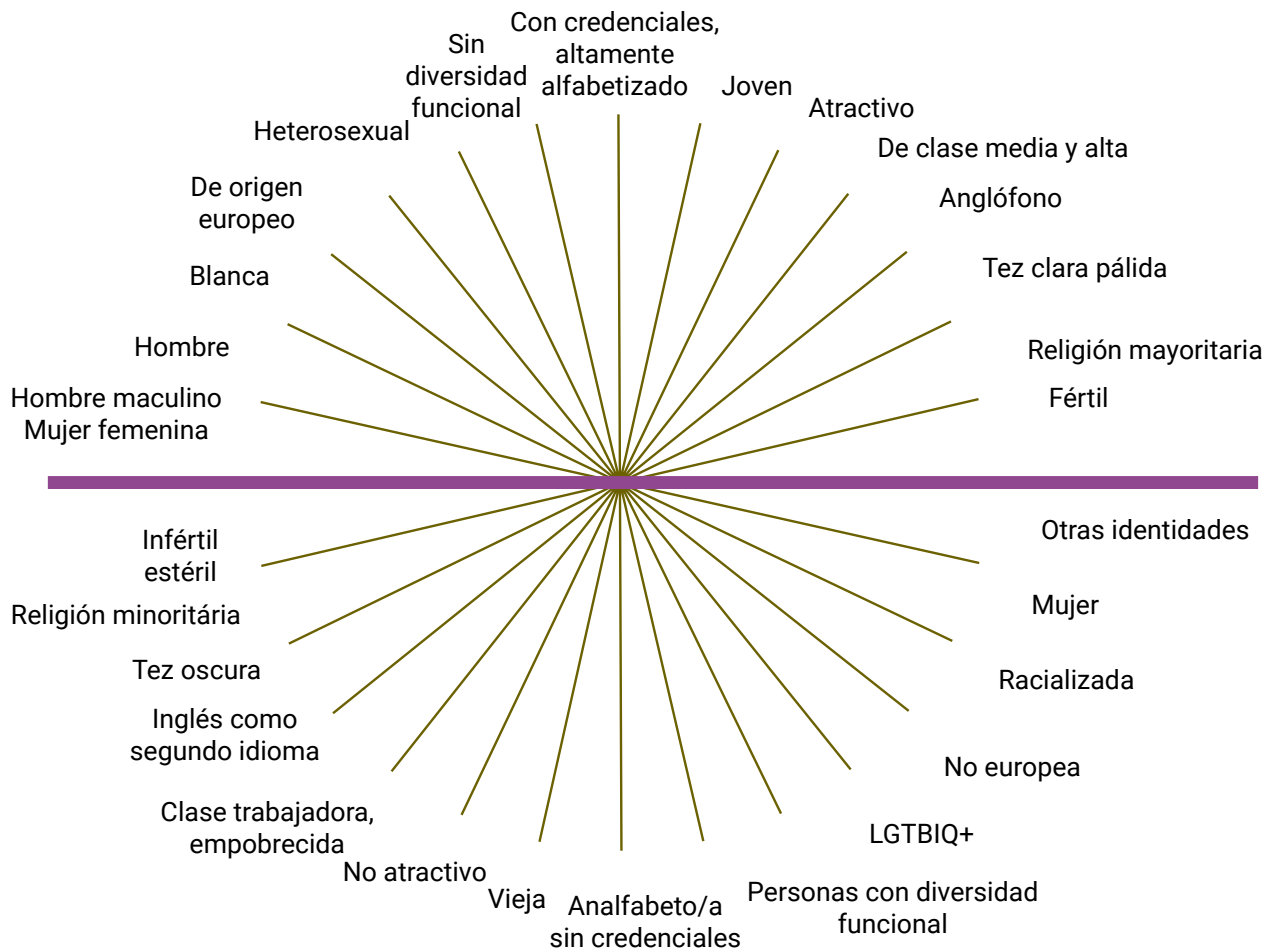 Con credenciales,
altamente
alfabetizado
Sin
diversidad
funcional
Joven
Atractivo
Heterosexual
De clase media y alta
De origen
europeo
Anglófono
Blanca
Tez clara pálida
Hombre
Religión mayoritaria
Hombre maculino
Mujer femenina
Fértil
Infértil
estéril
Otras identidades
Religión minoritária
Mujer
Tez oscura
Racializada
Inglés como
segundo idioma
No europea
Clase trabajadora,
empobrecida
LGTBIQ+
No atractivo
Vieja
Analfabeto/a
sin credenciales
Personas con diversidad
funcional